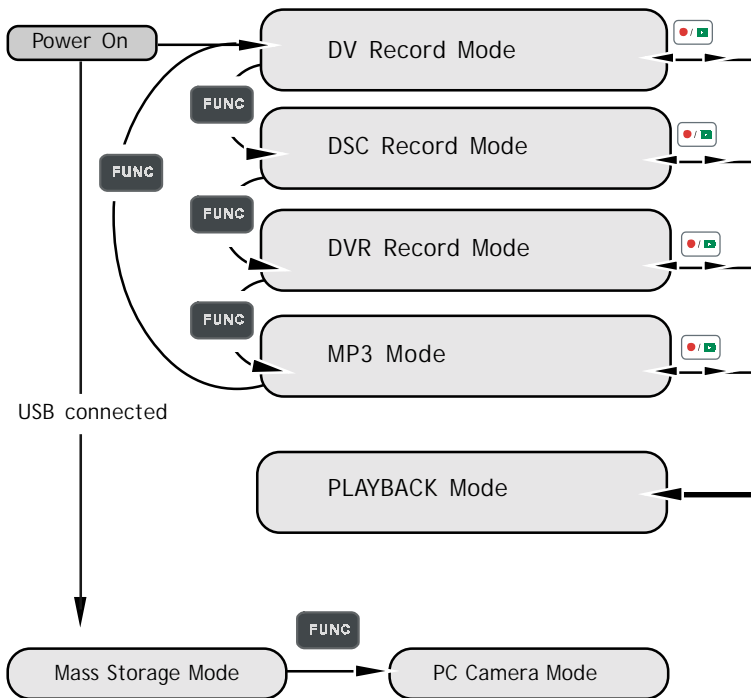 Power On
DV Record Mode
FUNC
DSC Record Mode
FUNC
FUNC
DVR Record Mode
FUNC
MP3 Mode
USB connected
PLAYBACK Mode
FUNC
Mass Storage Mode
PC Camera Mode